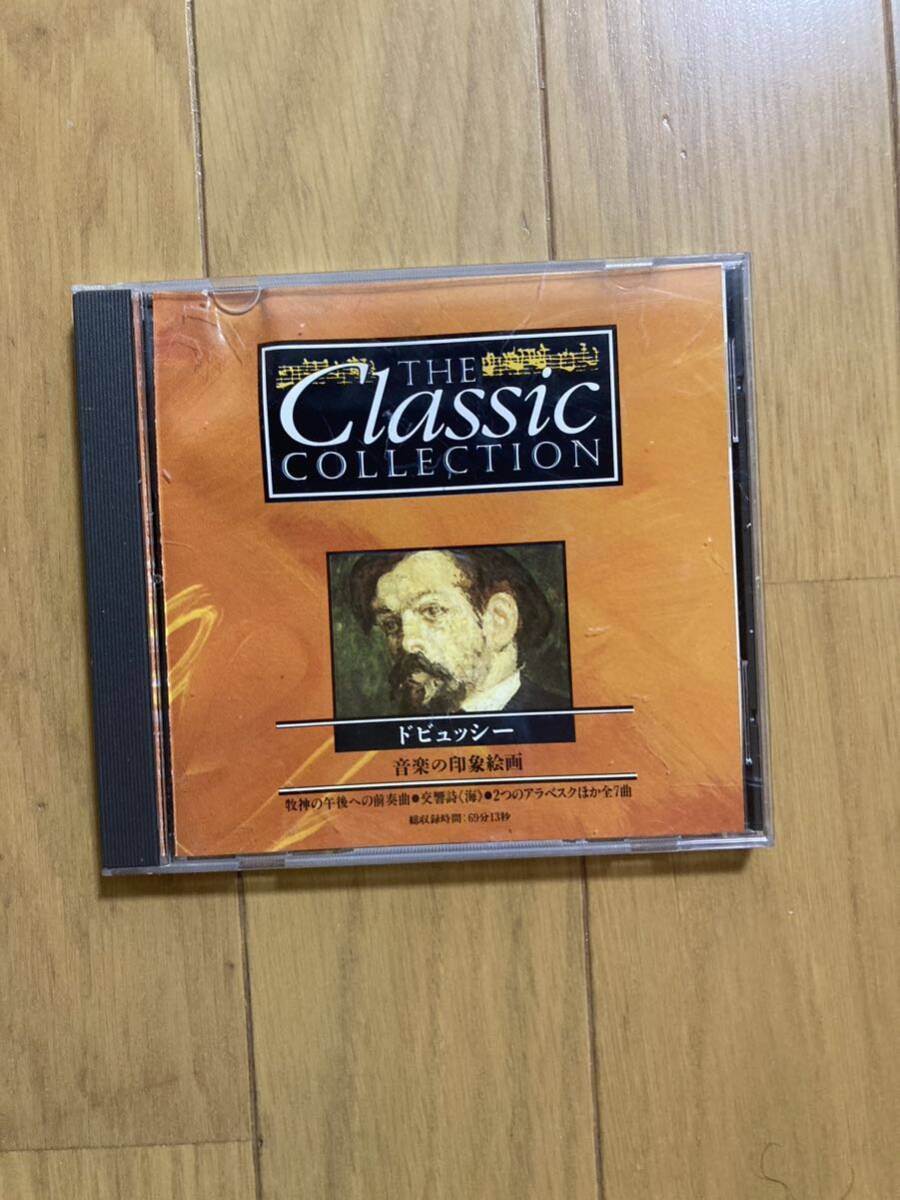 THE
Classic
COLLECTION
ドビュッシー
音楽の印象絵画
牧神の午後への前奏曲●交響詩《海》●2つのアラベスクほか全7曲
総収録時間：69分13秒